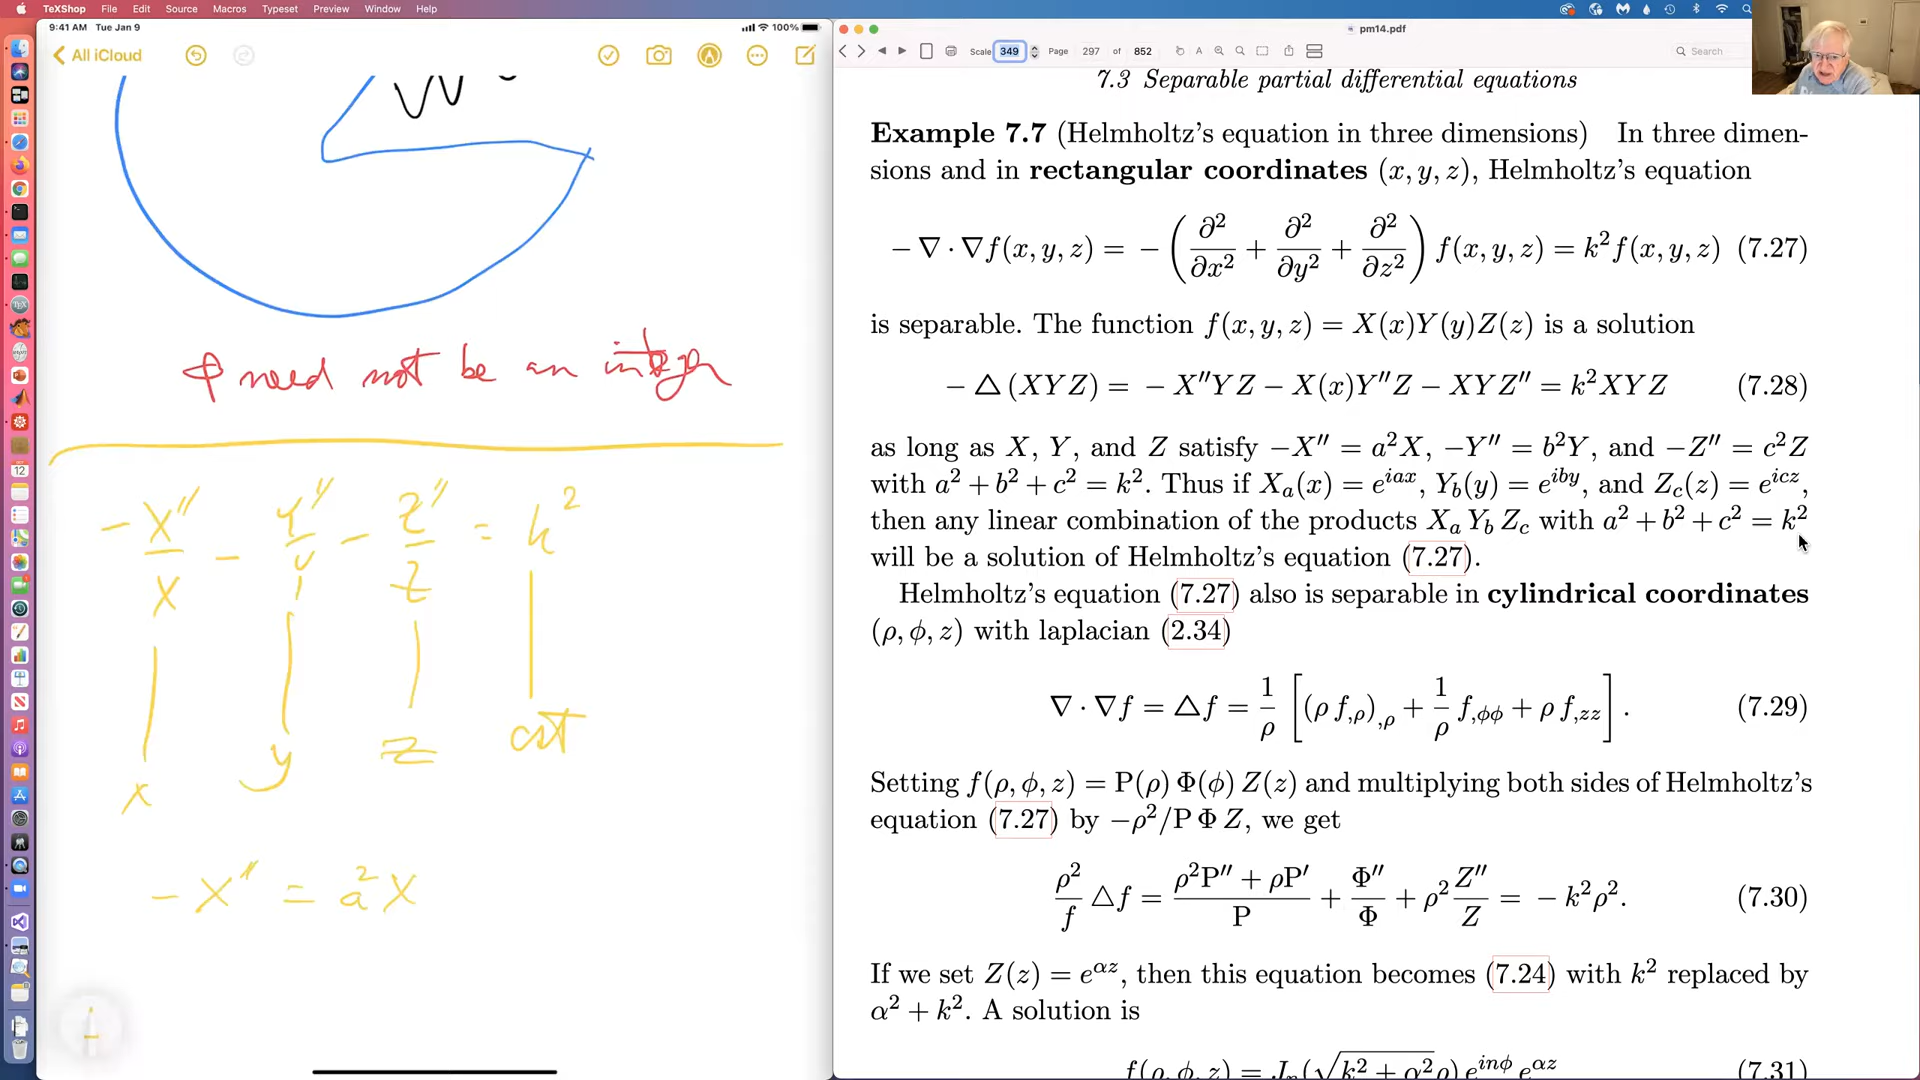 TeXShop File Edit Source Macros Typeset Preview Window Help
9:41 AM Tue Jan 9
100%
All iCloud
need not be an integer
- X''/X - Y''/Y - Z''/Z = k²
x y z cst
- X'' = a² X
pm14.pdf
Scale 349 Page 297 of 852
Search
7.3 Separable partial differential equations
Example 7.7 (Helmholtz's equation in three dimensions) In three dimen-
sions and in rectangular coordinates (x, y, z), Helmholtz's equation
− ∇ · ∇f(x, y, z) = − (∂²/∂x² + ∂²/∂y² + ∂²/∂z²) f(x, y, z) = k² f(x, y, z) (7.27)
is separable. The function f(x, y, z) = X(x)Y(y)Z(z) is a solution
− △ (XYZ) = − X″YZ − X(x)Y″Z − XYZ″ = k²XYZ (7.28)
as long as X, Y, and Z satisfy −X″ = a²X, −Y″ = b²Y, and −Z″ = c²Z
with a² + b² + c² = k². Thus if Xₐ(x) = e^{iax}, Y_b(y) = e^{iby}, and Z_c(z) = e^{icz},
then any linear combination of the products Xₐ Y_b Z_c with a² + b² + c² = k²
will be a solution of Helmholtz's equation (7.27).
Helmholtz's equation (7.27) also is separable in cylindrical coordinates
(ρ, ϕ, z) with laplacian (2.34)
∇ · ∇f = △f = 1/ρ [(ρ f,ρ),ρ + 1/ρ f,ϕϕ + ρ f,zz] . (7.29)
Setting f(ρ, ϕ, z) = P(ρ) Φ(ϕ) Z(z) and multiplying both sides of Helmholtz's
equation (7.27) by −ρ²/P Φ Z, we get
ρ²/f △f = (ρ²P″ + ρP′)/P + Φ″/Φ + ρ² Z″/Z = − k²ρ². (7.30)
If we set Z(z) = e^{αz}, then this equation becomes (7.24) with k² replaced by
α² + k². A solution is
f(ρ, ϕ, z) = Jₙ(√(k² + α²) ρ) e^{inϕ} e^{αz} (7.31)